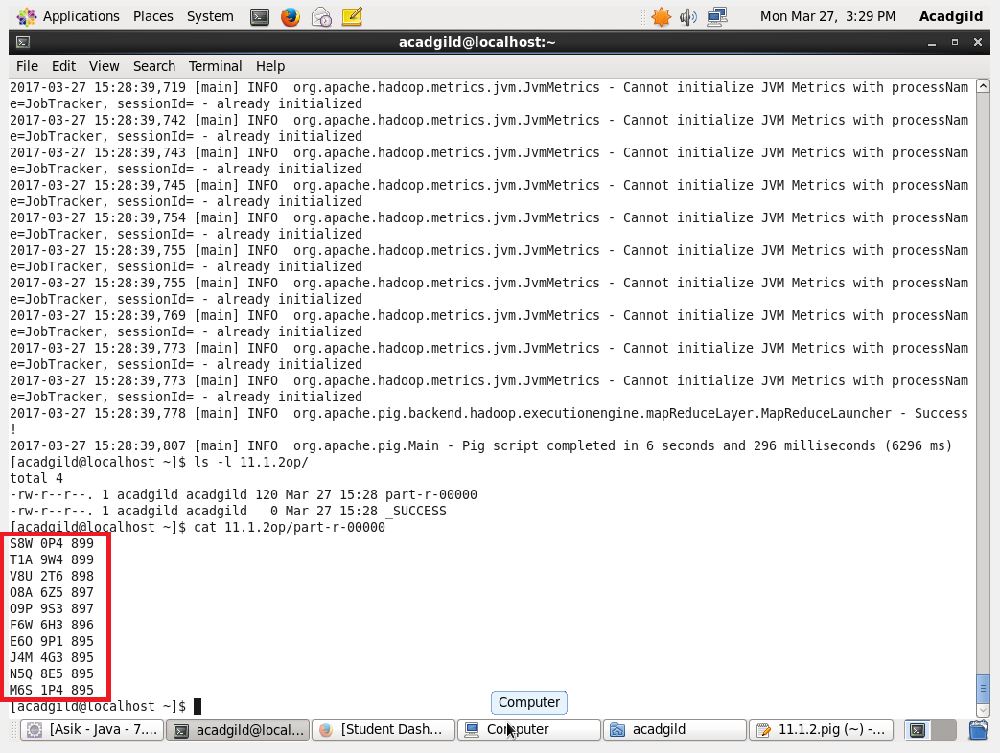 Applications Places System Mon Mar 27, 3:29 PM Acadgild
acadgild@localhost:~
File Edit View Search Terminal Help
2017-03-27 15:28:39,719 [main] INFO  org.apache.hadoop.metrics.jvm.JvmMetrics - Cannot initialize JVM Metrics with processNam
e=JobTracker, sessionId= - already initialized
2017-03-27 15:28:39,742 [main] INFO  org.apache.hadoop.metrics.jvm.JvmMetrics - Cannot initialize JVM Metrics with processNam
e=JobTracker, sessionId= - already initialized
2017-03-27 15:28:39,743 [main] INFO  org.apache.hadoop.metrics.jvm.JvmMetrics - Cannot initialize JVM Metrics with processNam
e=JobTracker, sessionId= - already initialized
2017-03-27 15:28:39,745 [main] INFO  org.apache.hadoop.metrics.jvm.JvmMetrics - Cannot initialize JVM Metrics with processNam
e=JobTracker, sessionId= - already initialized
2017-03-27 15:28:39,754 [main] INFO  org.apache.hadoop.metrics.jvm.JvmMetrics - Cannot initialize JVM Metrics with processNam
e=JobTracker, sessionId= - already initialized
2017-03-27 15:28:39,755 [main] INFO  org.apache.hadoop.metrics.jvm.JvmMetrics - Cannot initialize JVM Metrics with processNam
e=JobTracker, sessionId= - already initialized
2017-03-27 15:28:39,755 [main] INFO  org.apache.hadoop.metrics.jvm.JvmMetrics - Cannot initialize JVM Metrics with processNam
e=JobTracker, sessionId= - already initialized
2017-03-27 15:28:39,769 [main] INFO  org.apache.hadoop.metrics.jvm.JvmMetrics - Cannot initialize JVM Metrics with processNam
e=JobTracker, sessionId= - already initialized
2017-03-27 15:28:39,773 [main] INFO  org.apache.hadoop.metrics.jvm.JvmMetrics - Cannot initialize JVM Metrics with processNam
e=JobTracker, sessionId= - already initialized
2017-03-27 15:28:39,773 [main] INFO  org.apache.hadoop.metrics.jvm.JvmMetrics - Cannot initialize JVM Metrics with processNam
e=JobTracker, sessionId= - already initialized
2017-03-27 15:28:39,778 [main] INFO  org.apache.pig.backend.hadoop.executionengine.mapReduceLayer.MapReduceLauncher - Success
!
2017-03-27 15:28:39,807 [main] INFO  org.apache.pig.Main - Pig script completed in 6 seconds and 296 milliseconds (6296 ms)
[acadgild@localhost ~]$ ls -l 11.1.2op/
total 4
-rw-r--r--. 1 acadgild acadgild 120 Mar 27 15:28 part-r-00000
-rw-r--r--. 1 acadgild acadgild   0 Mar 27 15:28 _SUCCESS
[acadgild@localhost ~]$ cat 11.1.2op/part-r-00000
S8W 0P4 899
T1A 9W4 899
V8U 2T6 898
O8A 6Z5 897
O9P 9S3 897
F6W 6H3 896
E6O 9P1 895
J4M 4G3 895
N5Q 8E5 895
M6S 1P4 895
[acadgild@localhost ~]$
Computer
[Asik - Java - 7.... acadgild@local... [Student Dash... Computer acadgild 11.1.2.pig (~) -...